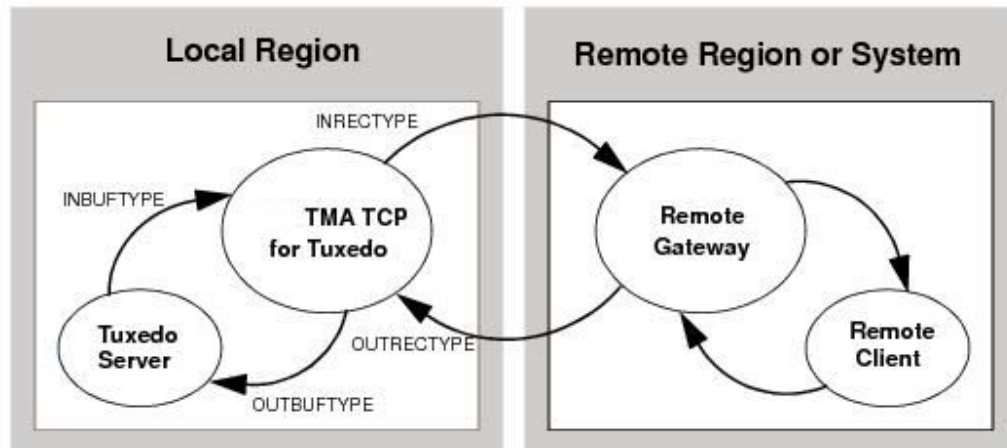 Local Region
Remote Region or System
INRECTYPE
INBUFTYPE
TMA TCP
for Tuxedo
Remote
Gateway
Tuxedo
Server
OUTRECTYPE
Remote
Client
OUTBUFTYPE